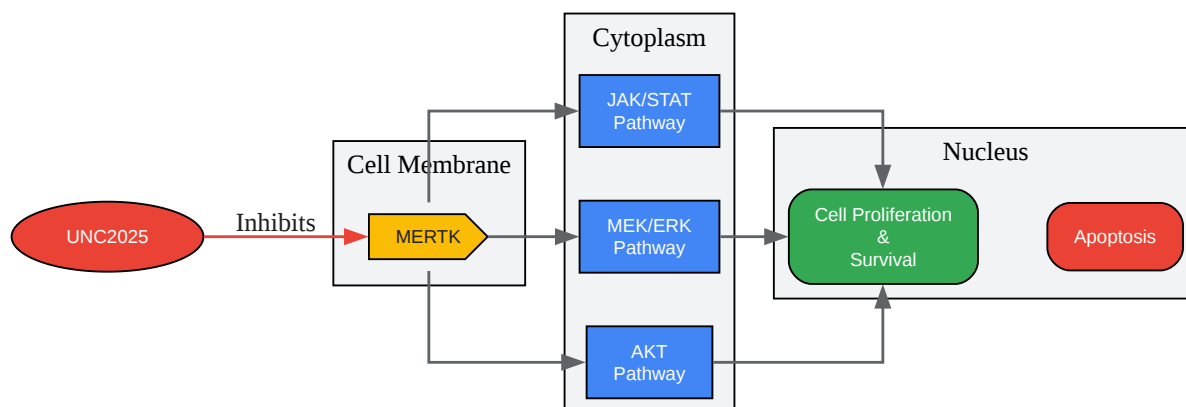 Cytoplasm
JAK/STAT
Pathway
Cell Membrane
Nucleus
UNC2025
Inhibits
MERTK
MEK/ERK
Pathway
Cell Proliferation
&
Survival
Apoptosis
AKT
Pathway